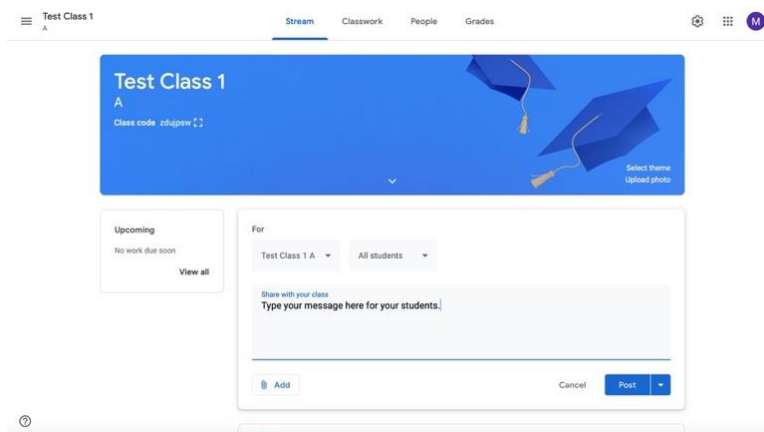 Test Class 1
A
Stream Classwork People Grades
M
Test Class 1
A
Class code zdujpsw
Select theme
Upload photo
Upcoming
No work due soon
View all
For
Test Class 1 A All students
Share with your class
Type your message here for your students.
Add Cancel Post